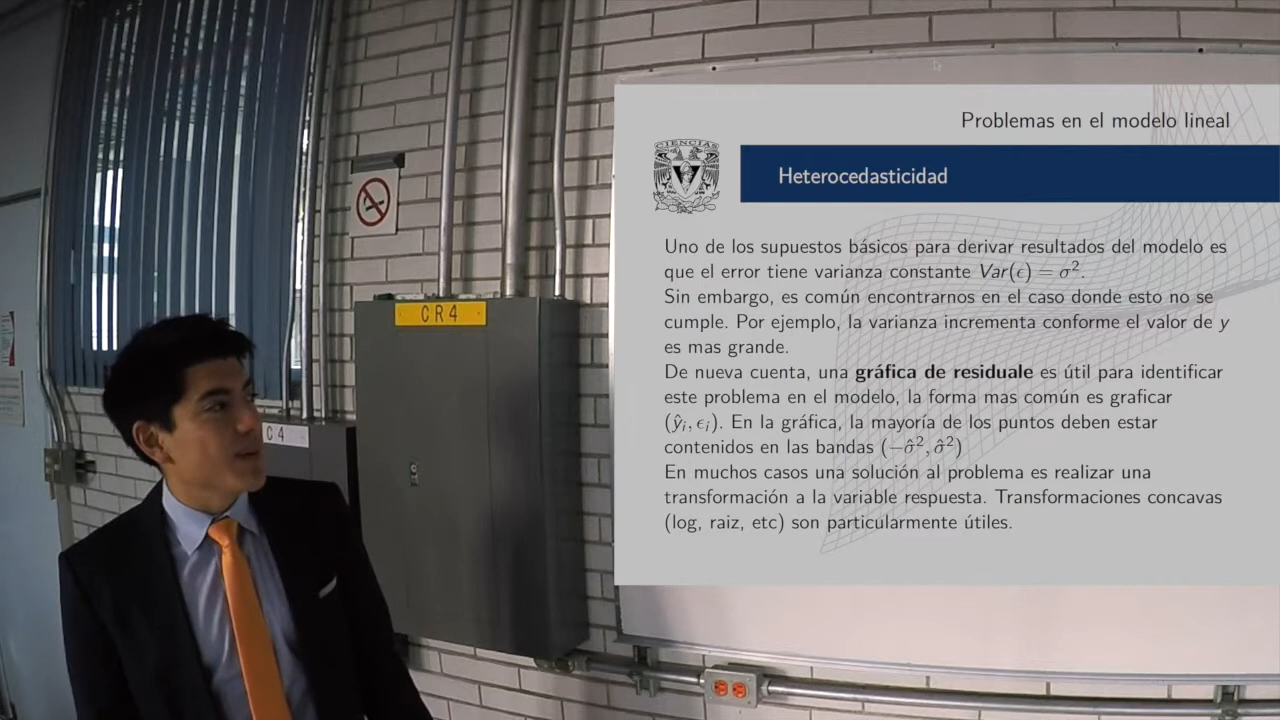 Problemas en el modelo lineal
CIENCIAS
Heterocedasticidad
Uno de los supuestos básicos para derivar resultados del modelo es
que el error tiene varianza constante Var(ϵ) = σ².
Sin embargo, es común encontrarnos en el caso donde esto no se
cumple. Por ejemplo, la varianza incrementa conforme el valor de y
es mas grande.
De nueva cuenta, una gráfica de residuale es útil para identificar
este problema en el modelo, la forma mas común es graficar
(ŷᵢ, ϵᵢ). En la gráfica, la mayoría de los puntos deben estar
contenidos en las bandas (−σ̂², σ̂²)
En muchos casos una solución al problema es realizar una
transformación a la variable respuesta. Transformaciones concavas
(log, raiz, etc) son particularmente útiles.
CR4
C4